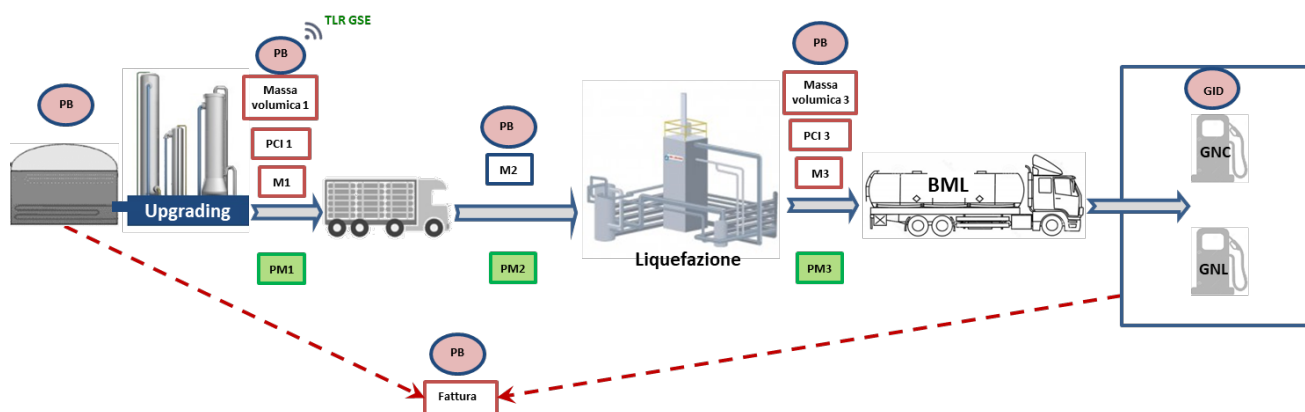 TLR GSE
PB
PB
Massa
volumica 1
PCI 1
M1
Upgrading
PM1
PB
M2
PM2
Liquefazione
PB
Massa
volumica 3
PCI 3
M3
PM3
BML
GID
GNC
GNL
PB
Fattura